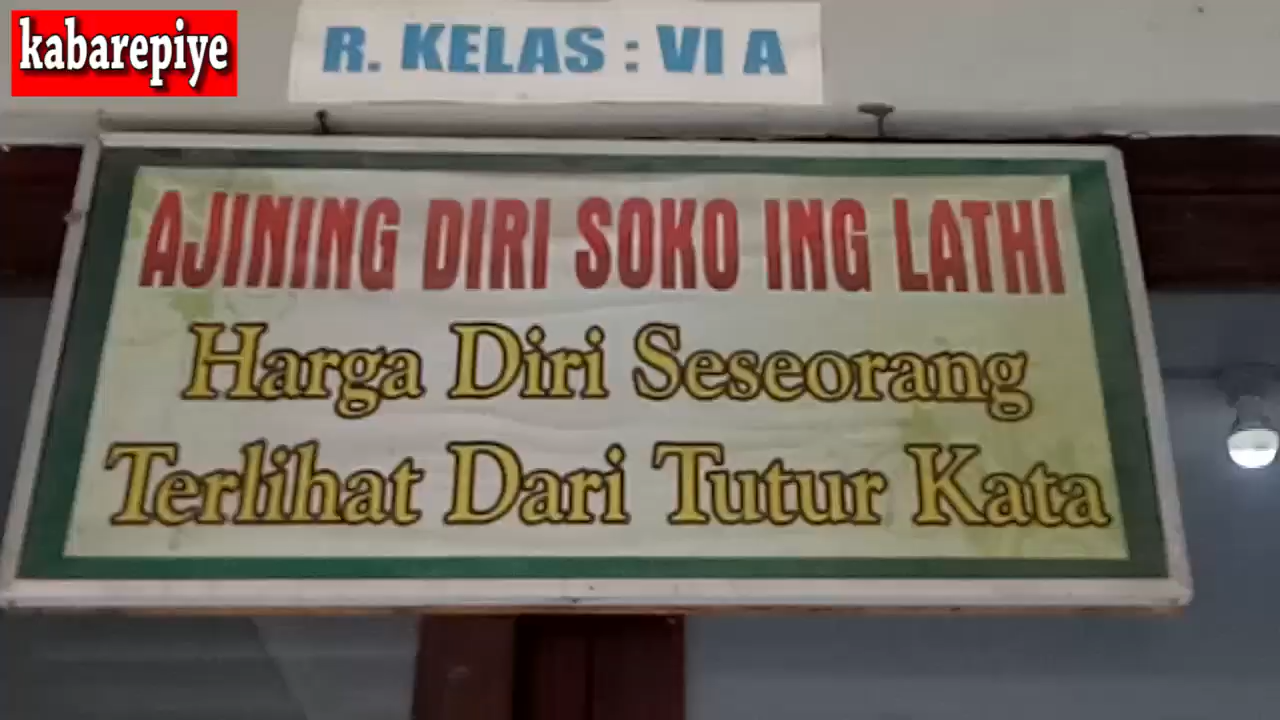 kabarepiye
R. KELAS : VI A
AJINING DIRI SOKO ING LATHI
Harga Diri Seseorang
Terlihat Dari Tutur Kata